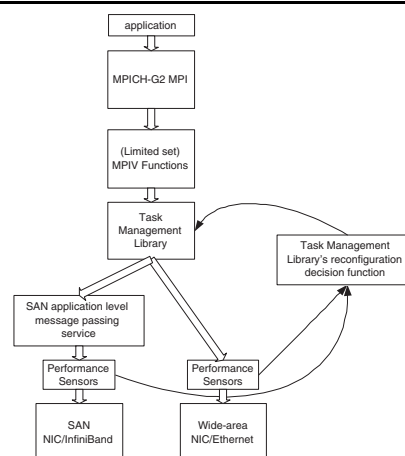 application
MPICH-G2 MPI
(Limited set)
MPIV Functions
Task
Management
Library
Task Management
Library's reconfiguration
decision function
SAN application level
message passing
service
Performance
Sensors
Performance
Sensors
SAN
NIC/InfiniBand
Wide-area
NIC/Ethernet